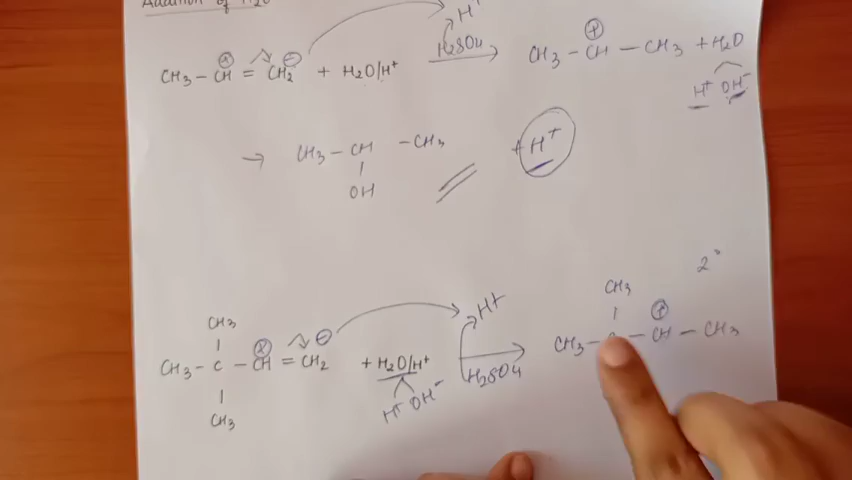 Addition of H2O
H+
CH3 — CH = CH2 + H2O/H+ H2SO4 CH3 — CH — CH3 + H2O
⊕ ⊖ ⊕
H+ OH-
→ CH3 — CH — CH3 + H+
|
OH
2°
CH3 H+ CH3
| | ⊕
CH3 — C — CH = CH2 + H2O/H+ H2SO4 CH3 — — CH — CH3
⊕ ⊖
| H+ OH-
CH3